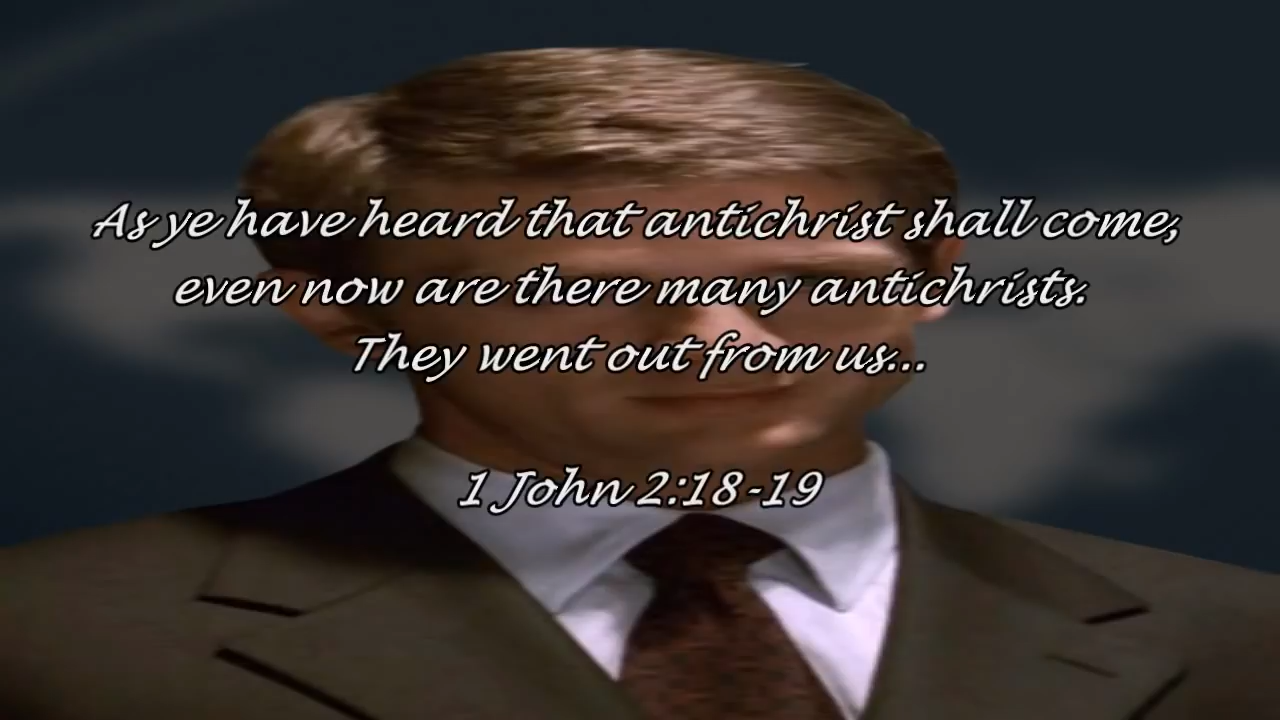 As ye have heard that antichrist shall come,
even now are there many antichrists.
They went out from us...
1 John 2:18-19